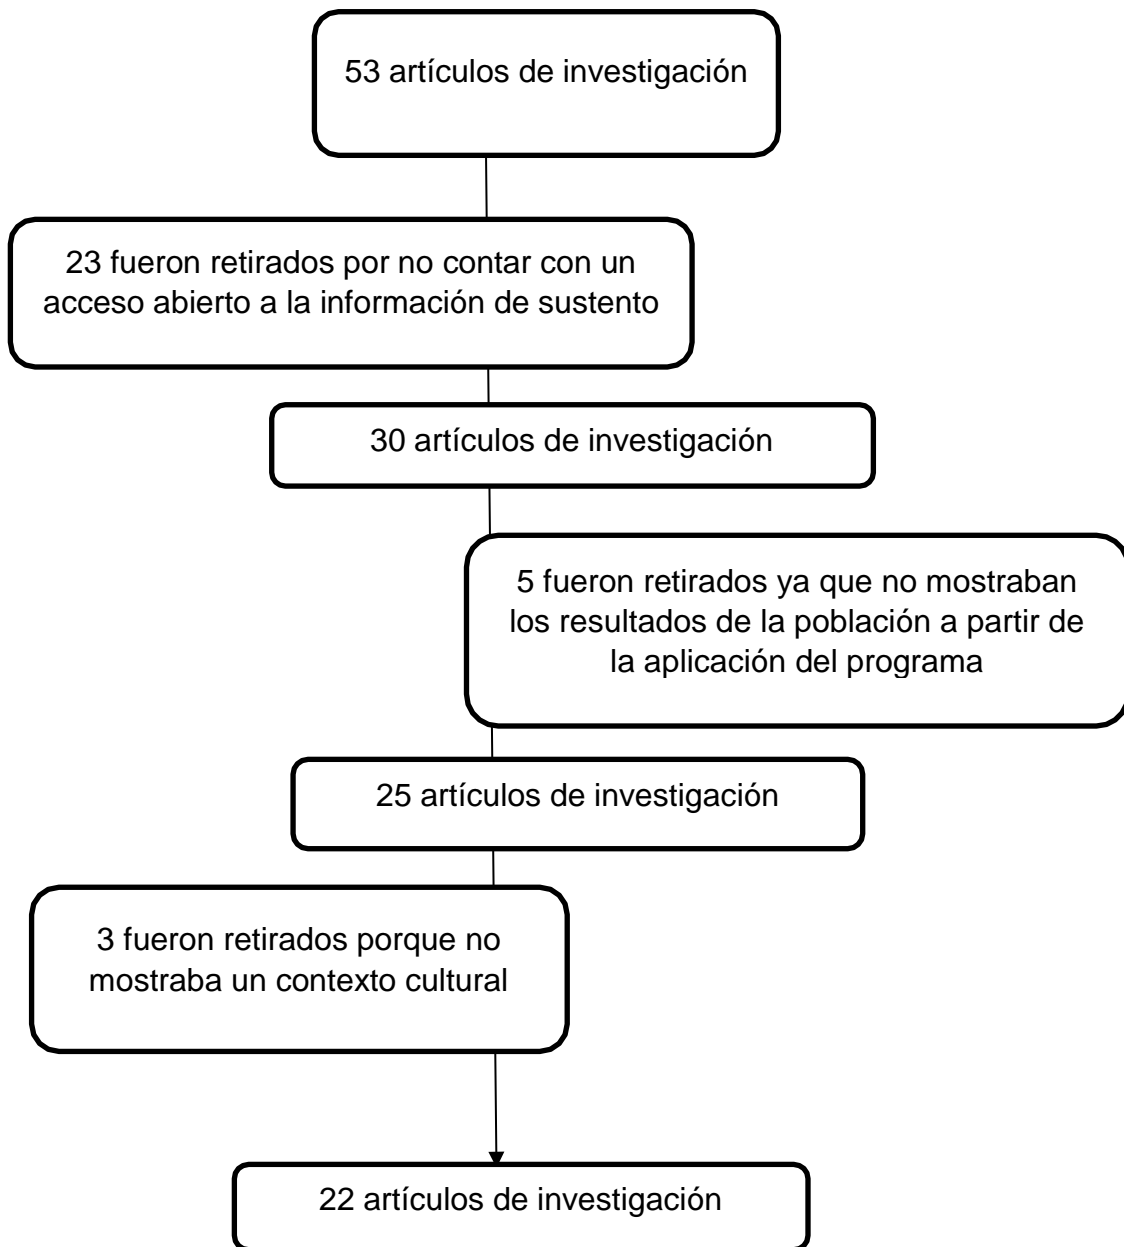 53 artículos de investigación
23 fueron retirados por no contar con un
acceso abierto a la información de sustento
30 artículos de investigación
5 fueron retirados ya que no mostraban
los resultados de la población a partir de
la aplicación del programa
25 artículos de investigación
3 fueron retirados porque no
mostraba un contexto cultural
22 artículos de investigación